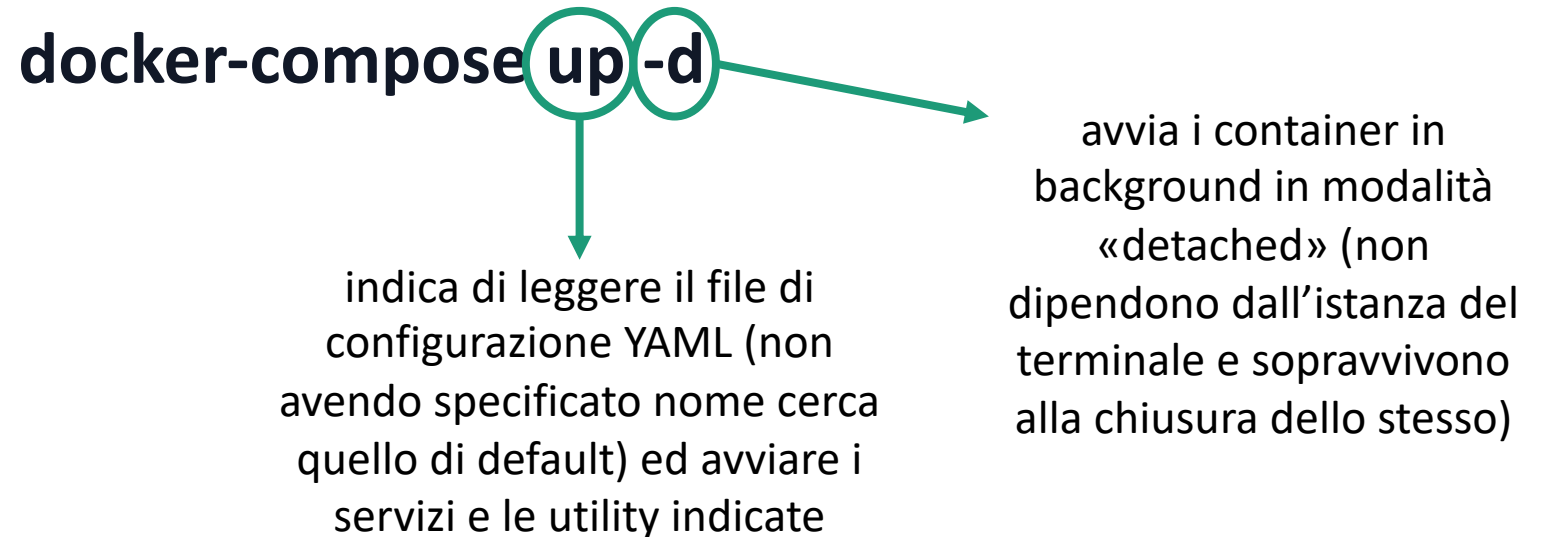 docker-compose up -d
indica di leggere il file di
configurazione YAML (non
avendo specificato nome cerca
quello di default) ed avviare i
servizi e le utility indicate
avvia i container in
background in modalità
«detached» (non
dipendono dall’istanza del
terminale e sopravvivono
alla chiusura dello stesso)